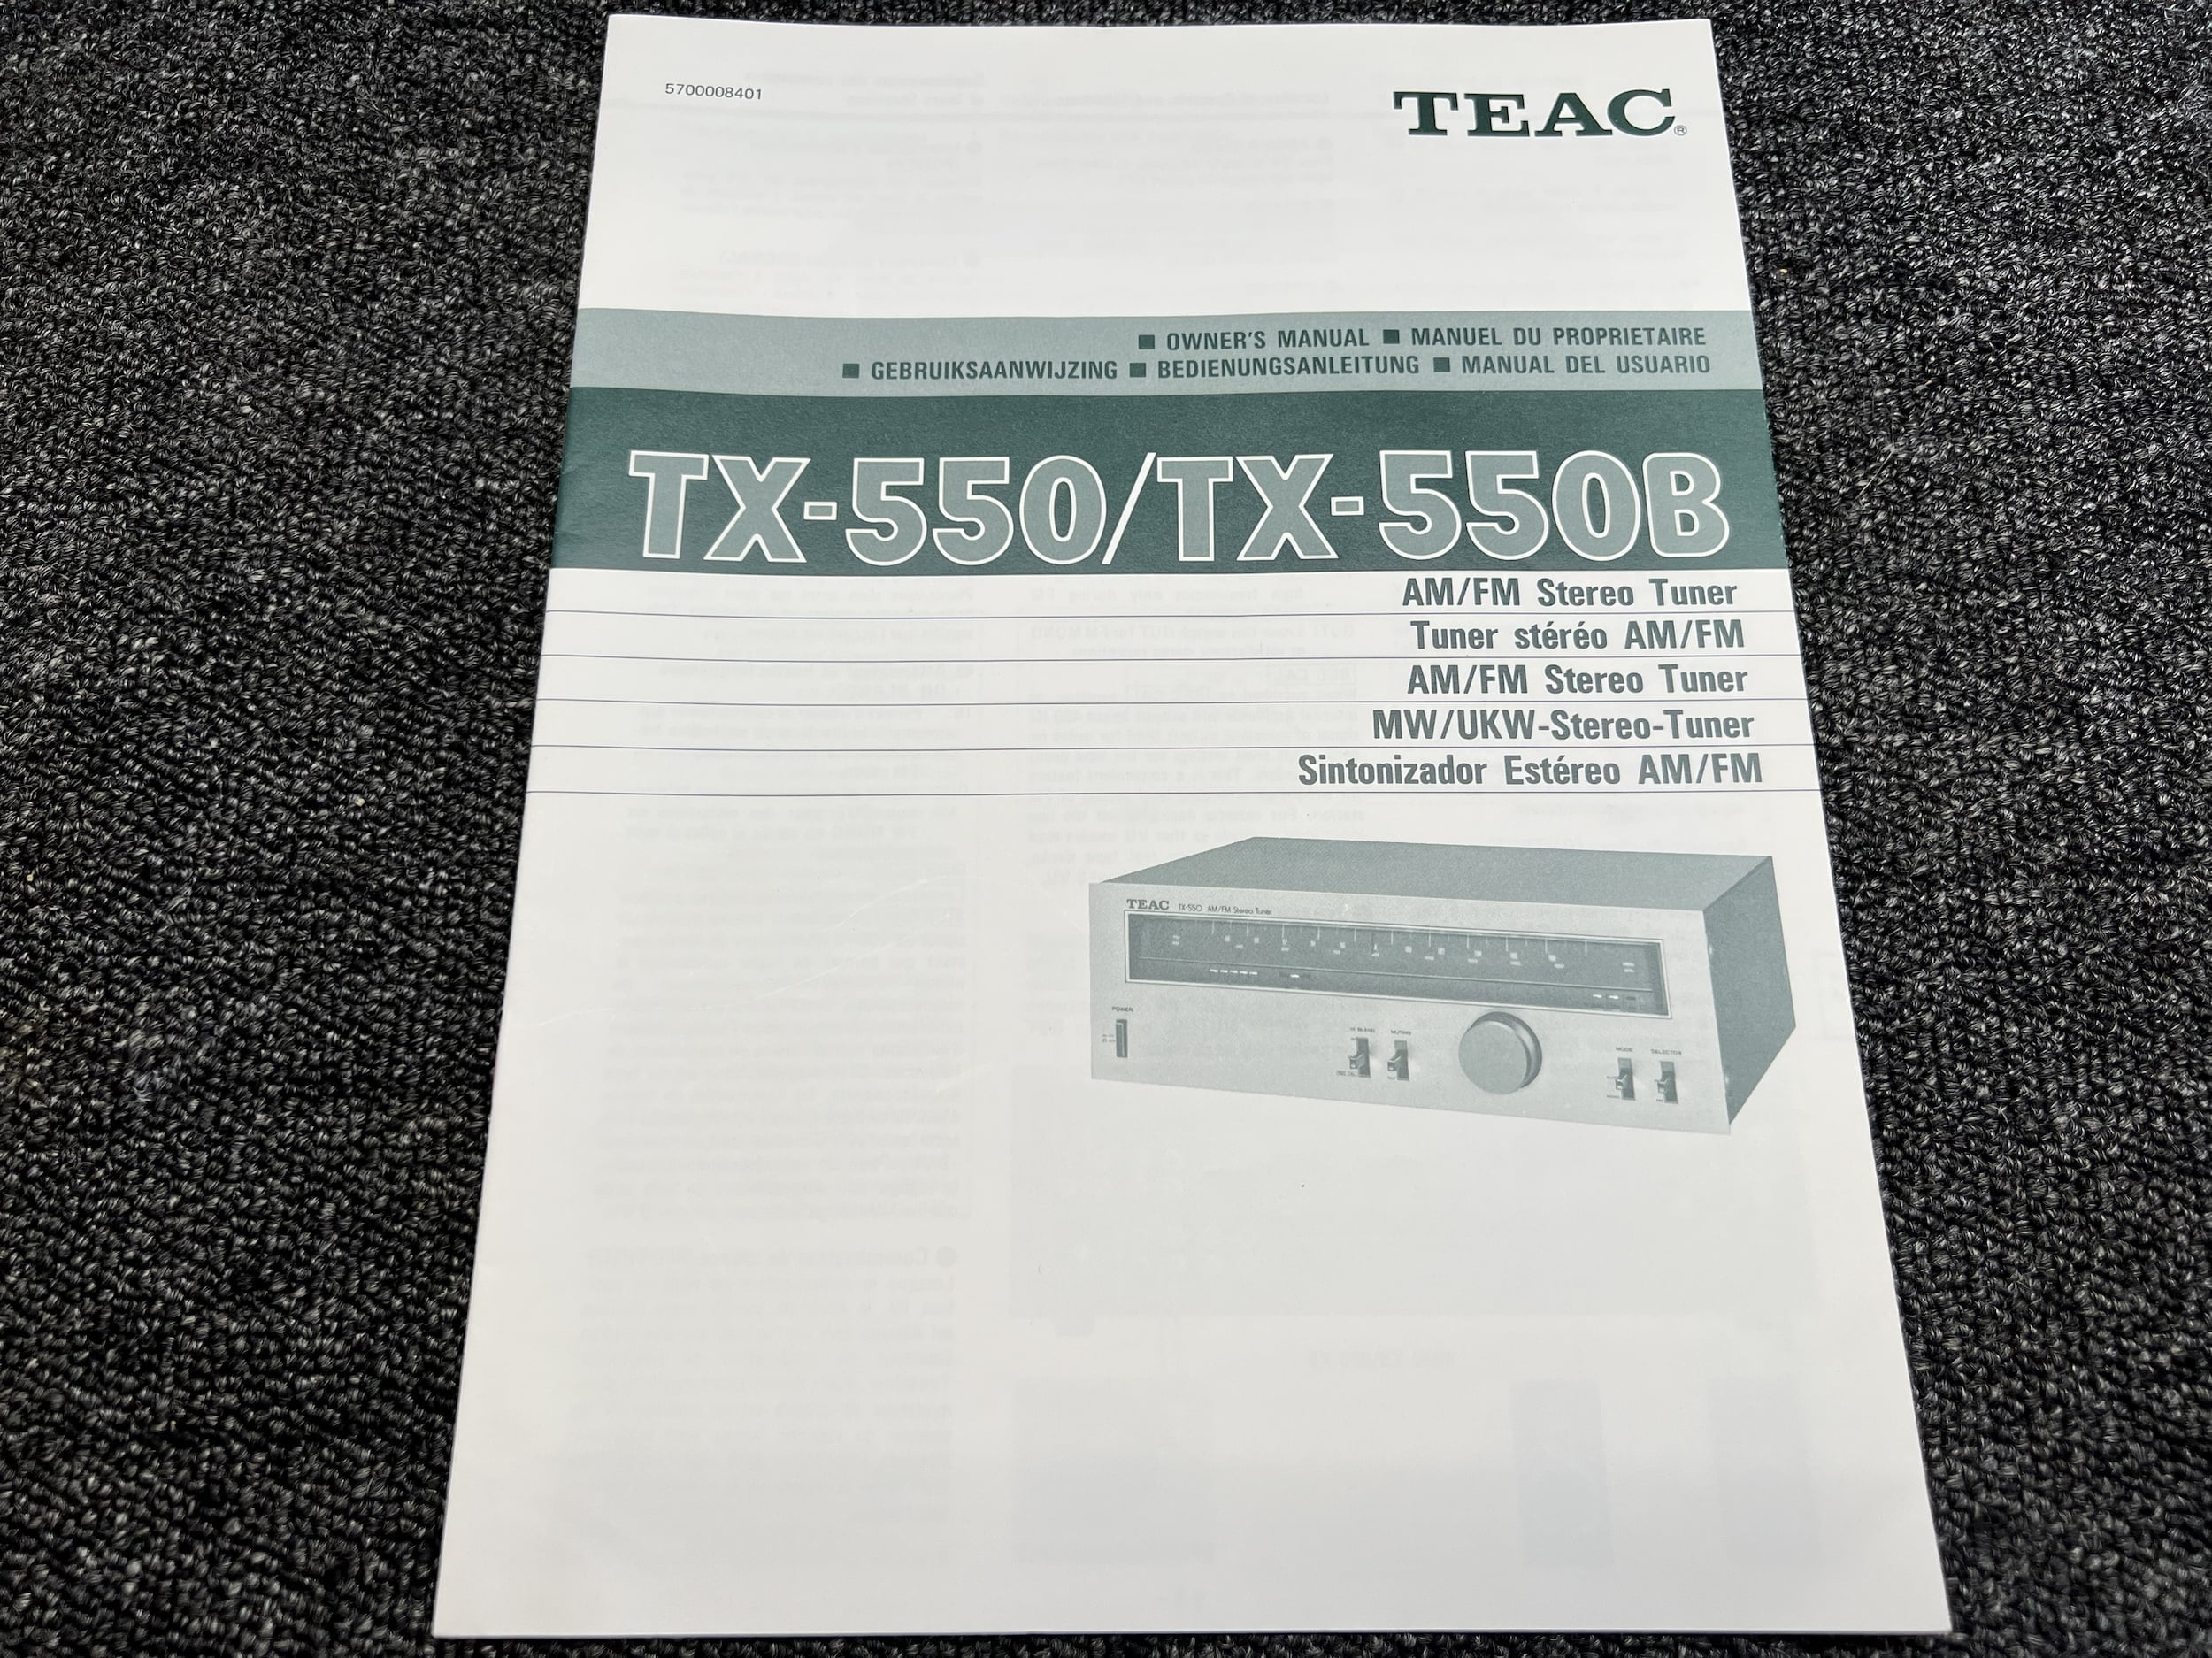 5700008401
TEAC®
■ OWNER'S MANUAL ■ MANUEL DU PROPRIETAIRE
■ GEBRUIKSAANWIJZING ■ BEDIENUNGSANLEITUNG ■ MANUAL DEL USUARIO
TX-550/TX-550B
AM/FM Stereo Tuner
Tuner stéréo AM/FM
AM/FM Stereo Tuner
MW/UKW-Stereo-Tuner
Sintonizador Estéreo AM/FM
TEAC TX-550 AM/FM Stereo Tuner
POWER
MUTING
MODE SELECTOR